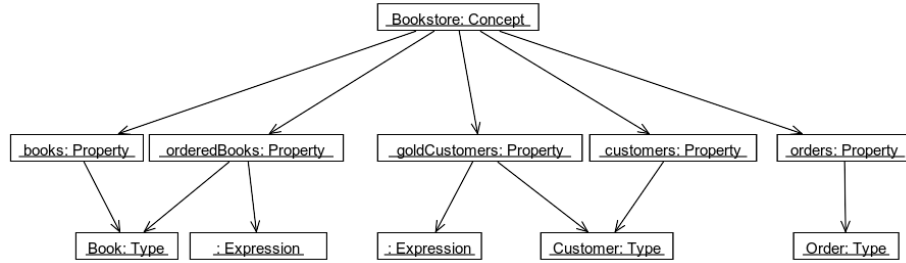 Bookstore: Concept
books: Property
orderedBooks: Property
goldCustomers: Property
customers: Property
orders: Property
Book: Type
: Expression
: Expression
Customer: Type
Order: Type